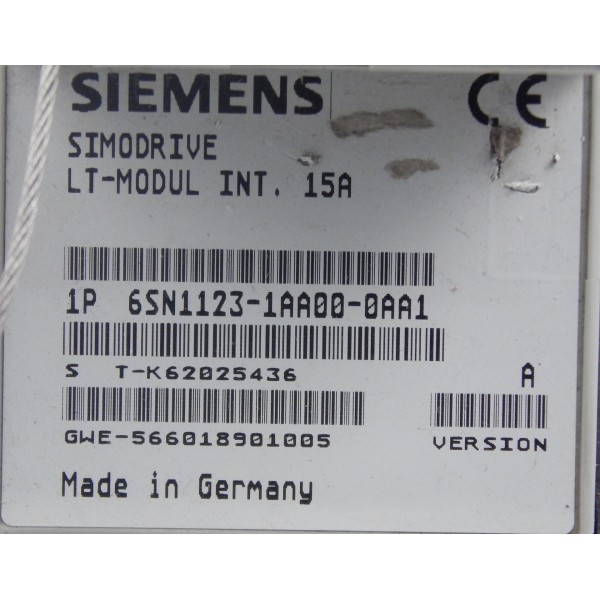 SIEMENS CE
SIMODRIVE
LT-MODUL INT. 15A
1P 6SN1123-1AA00-0AA1
S T-K62025436 A
GWE-566018901005 VERSION
Made in Germany